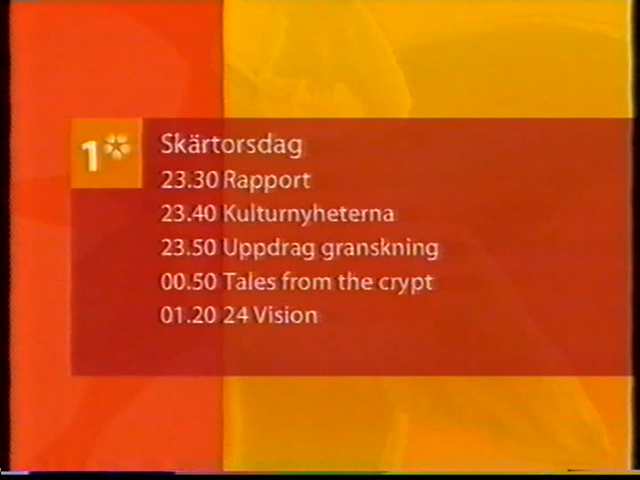 1*
Skärtorsdag
23.30 Rapport
23.40 Kulturnyheterna
23.50 Uppdrag granskning
00.50 Tales from the crypt
01.20 24 Vision